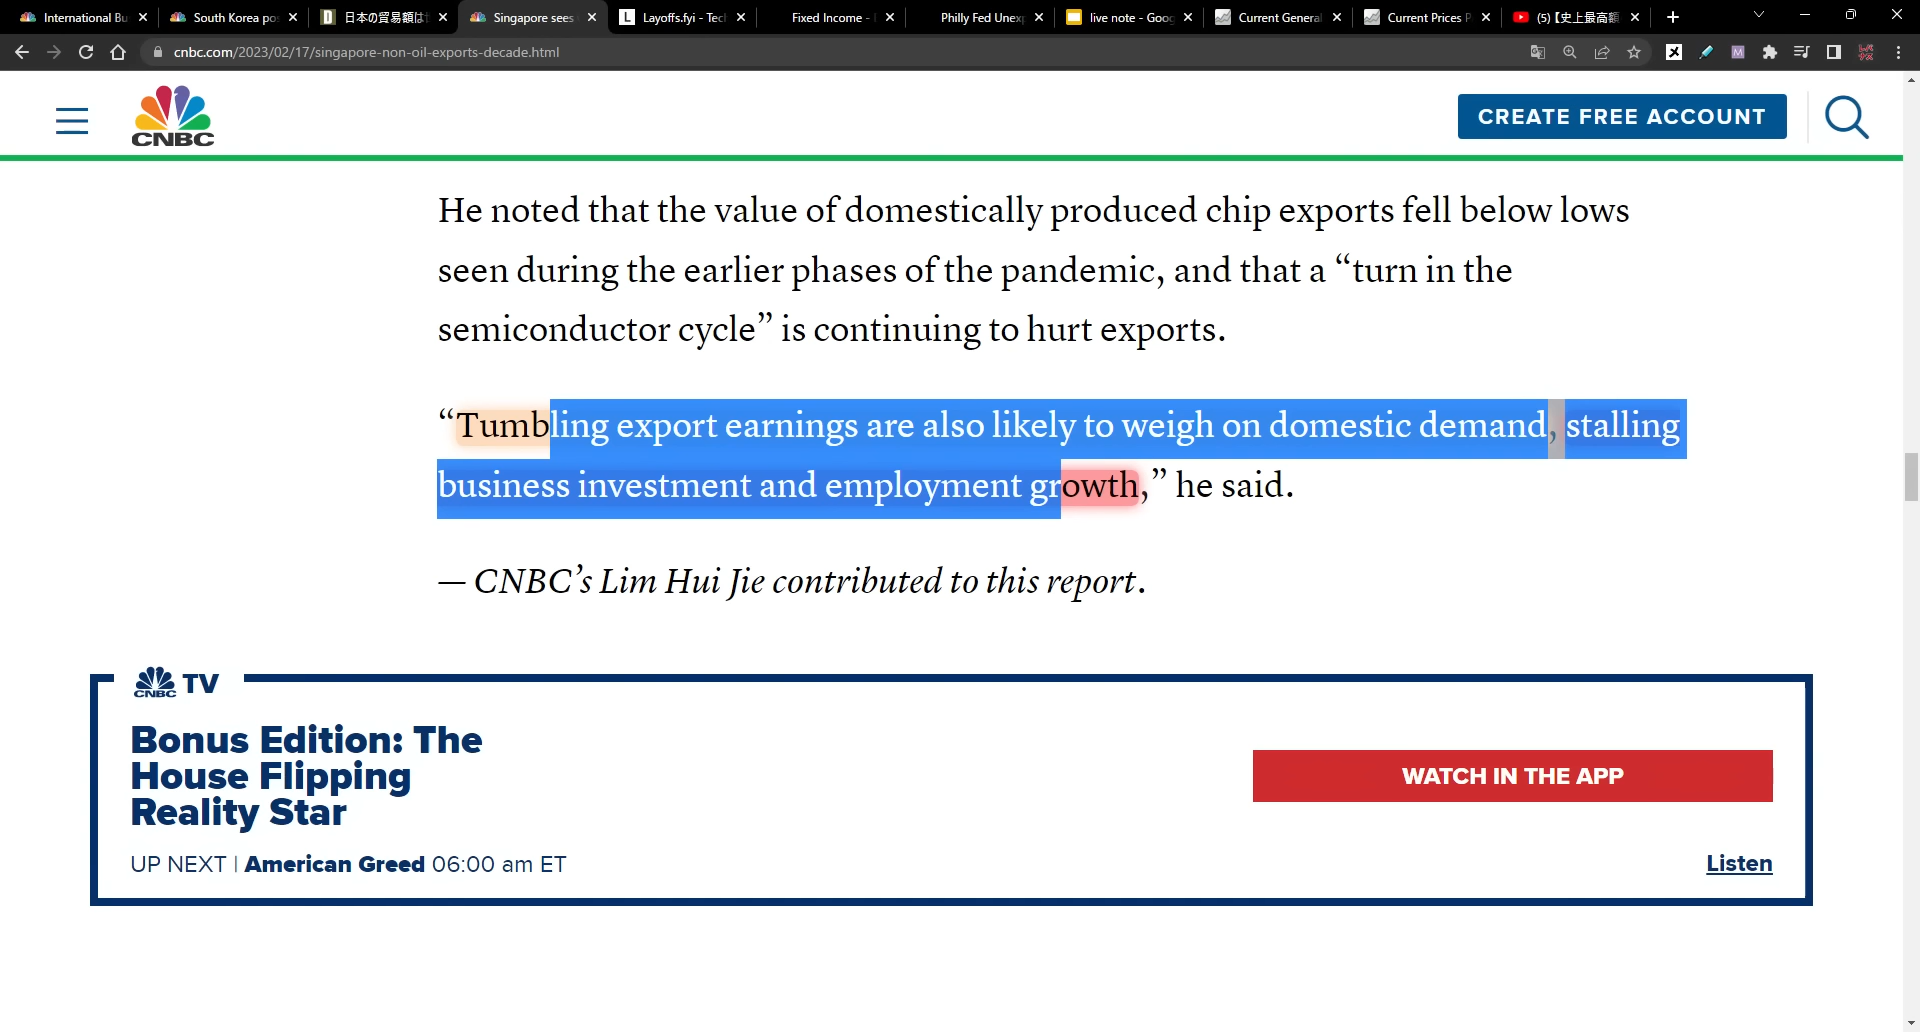 International Bu
South Korea po
日本の貿易額は
Singapore sees
Layoffs.fyi - Tec
Fixed Income -
Philly Fed Unex
live note - Goog
Current General
Current Prices P
(5)【史上最高額
cnbc.com/2023/02/17/singapore-non-oil-exports-decade.html
CNBC
CREATE FREE ACCOUNT
He noted that the value of domestically produced chip exports fell below lows
seen during the earlier phases of the pandemic, and that a “turn in the
semiconductor cycle” is continuing to hurt exports.
“Tumbling export earnings are also likely to weigh on domestic demand, stalling
business investment and employment growth,” he said.
— CNBC’s Lim Hui Jie contributed to this report.
CNBC TV
Bonus Edition: The
House Flipping
Reality Star
WATCH IN THE APP
UP NEXT | American Greed 06:00 am ET
Listen